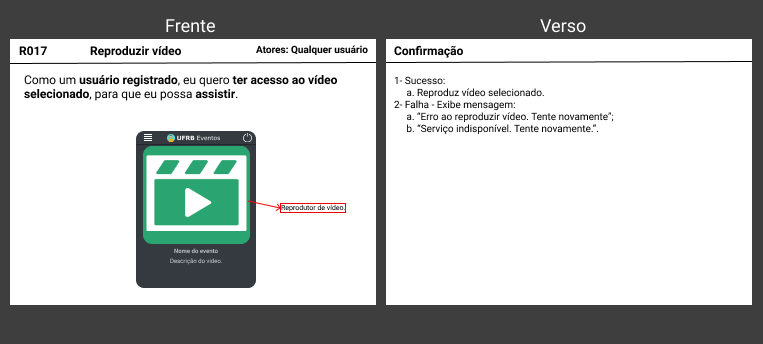 Frente
R017 Reproduzir vídeo Atores: Qualquer usuário
Como um usuário registrado, eu quero ter acesso ao vídeo
selecionado, para que eu possa assistir.
UFRB Eventos
Reprodutor de vídeo.
Nome do evento
Descrição do vídeo.
Verso
Confirmação
1- Sucesso:
a. Reproduz vídeo selecionado.
2- Falha - Exibe mensagem:
a. “Erro ao reproduzir vídeo. Tente novamente”;
b. “Serviço indisponível. Tente novamente.”.